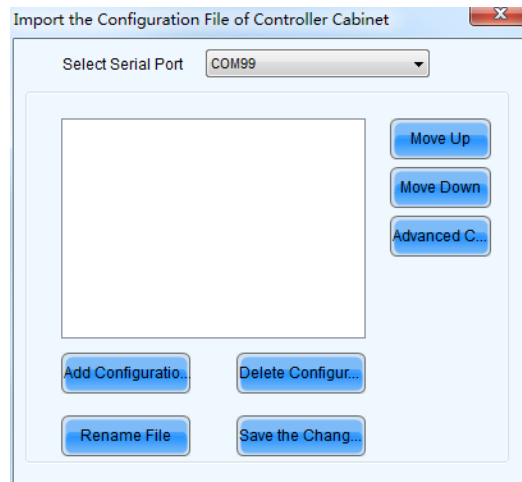 Import the Configuration File of Controller Cabinet
Select Serial Port COM99
Move Up
Move Down
Advanced C...
Add Configuratio...
Delete Configur...
Rename File
Save the Chang...